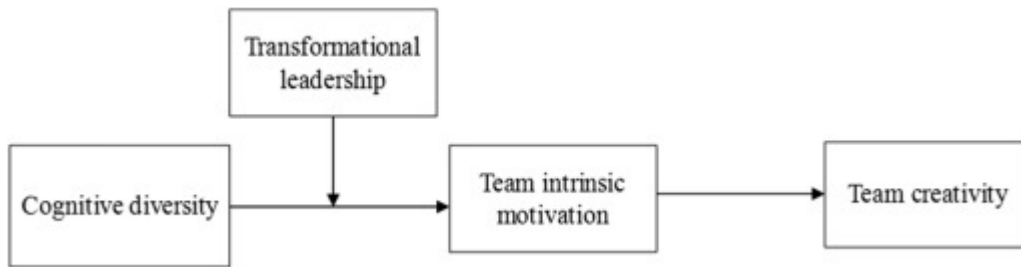 Transformational
leadership
Cognitive diversity
Team intrinsic
motivation
Team creativity